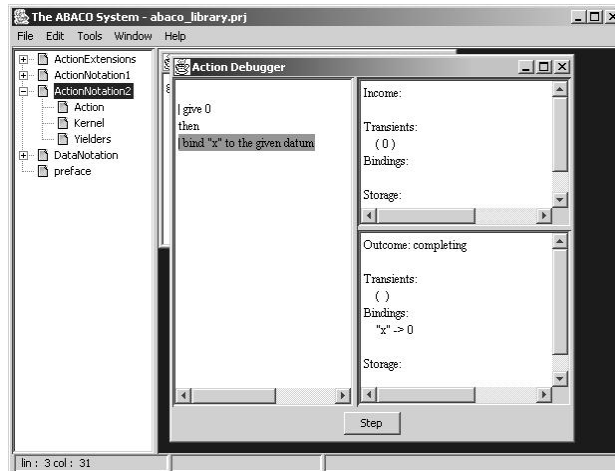 The ABACO System - abaco_library.prj
File Edit Tools Window Help
ActionExtensions
ActionNotation1
ActionNotation2
Action
Kernel
Yielders
DataNotation
preface
Action Debugger
| give 0
then
| bind "x" to the given datum
Income:
Transients:
( 0 )
Bindings:
Storage:
Outcome: completing
Transients:
( )
Bindings:
"x" -> 0
Storage:
Step
lin : 3 col : 31